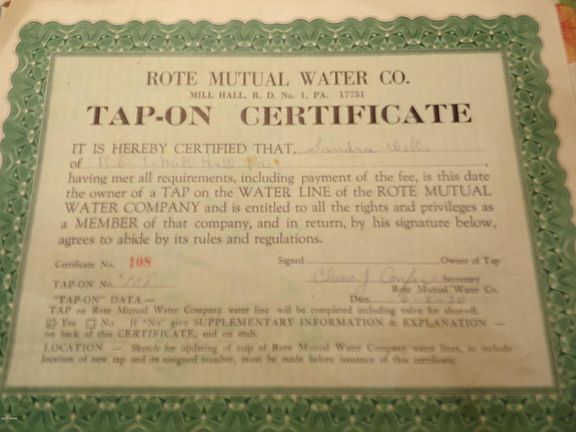 ROTE MUTUAL WATER CO.
MILL HALL, R. D. No. 1, PA. 17751
TAP-ON CERTIFICATE
IT IS HEREBY CERTIFIED THAT, Sandra Wells
of R. D. 1, Mill Hall, Pa. ,
having met all requirements, including payment of the fee, is this date
the owner of a TAP on the WATER LINE of the ROTE MUTUAL
WATER COMPANY and is entitled to all the rights and privileges as
a MEMBER of that company, and in return, by his signature below,
agrees to abide by its rules and regulations.
Certificate No. 108 Signed Owner of Tap
TAP-ON No. 108 Secretary
Rote Mutual Water Co.
"TAP-ON" DATA — Date
TAP on Rote Mutual Water Company water line will be completed including valve for shut-off.
Yes No If "No" give SUPPLEMENTARY INFORMATION & EXPLANATION —
on back of this CERTIFICATE, and on stub.
LOCATION — Sketch for updating of map of Rote Mutual Water Company water lines, to include
location of new tap and its assigned number, must be made before issuance of this certificate.